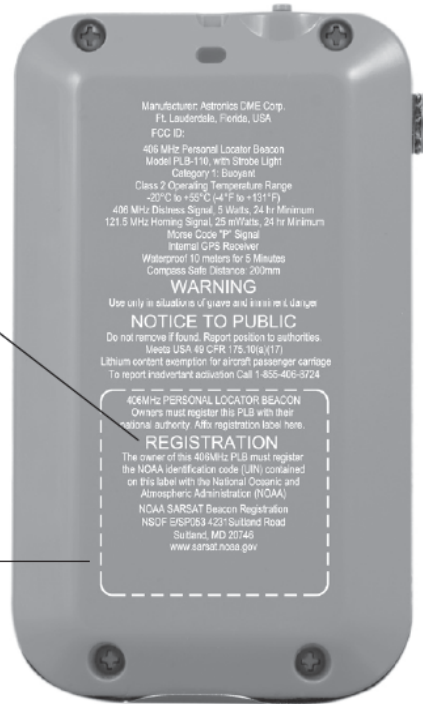 Manufacturer: Astronics DME Corp.
Ft. Lauderdale, Florida, USA
FCC ID:
406 MHz Personal Locator Beacon
Model PLB-110, with Strobe Light
Category 1: Buoyant
Class 2 Operating Temperature Range
-20°C to +55°C (-4°F to +131°F)
406 MHz Distress Signal, 5 Watts, 24 hr Minimum
121.5 MHz Homing Signal, 25 mWatts, 24 hr Minimum
Morse Code "P" Signal
Internal GPS Receiver
Waterproof 10 meters for 5 Minutes
Compass Safe Distance: 200mm
WARNING
Use only in situations of grave and imminent danger
NOTICE TO PUBLIC
Do not remove if found. Report position to authorities.
Meets USA 49 CFR 175.10(a)(17)
Lithium content exemption for aircraft passenger carriage
To report inadvertant activation Call 1-855-406-8724
406MHz PERSONAL LOCATOR BEACON
Owners must register this PLB with their
national authority. Affix registration label here.
REGISTRATION
The owner of this 406MHz PLB must register
the NOAA identification code (UIN) contained
on this label with the National Oceanic and
Atmospheric Administration (NOAA)
NOAA SARSAT Beacon Registration
NSOF E/SP053 4231Suitland Road
Suitland, MD 20746
www.sarsat.noaa.gov